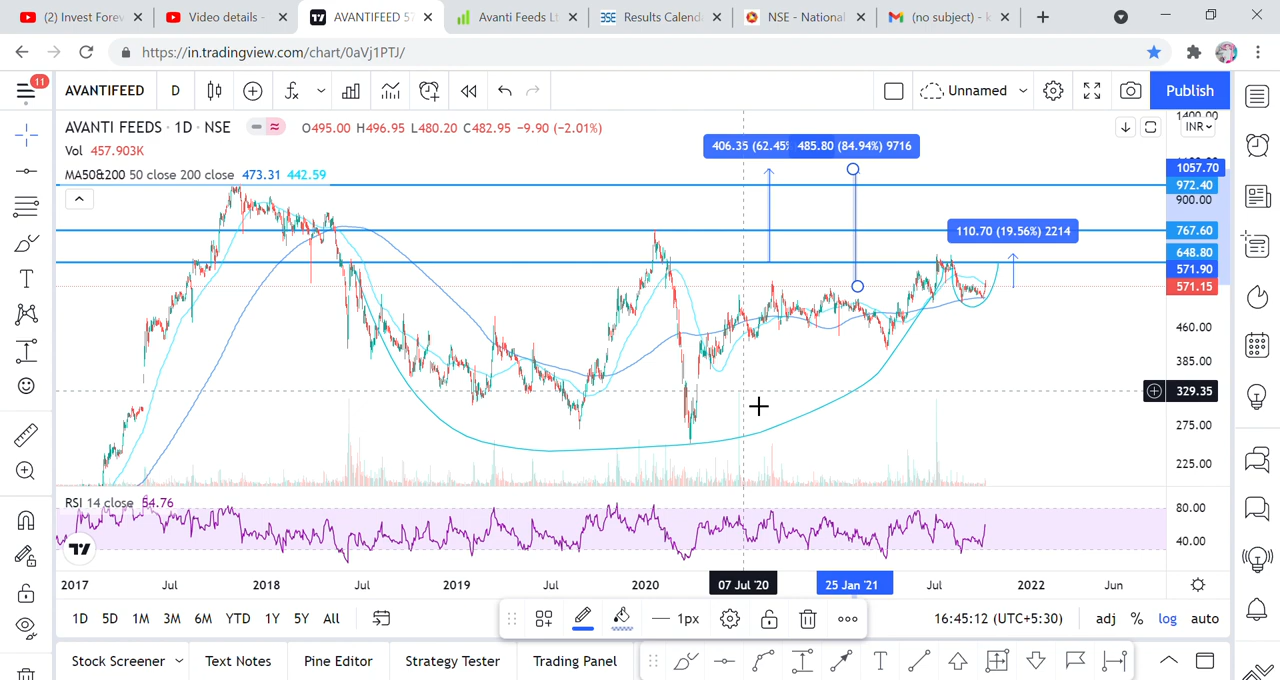 (2) Invest Forev
Video details -
AVANTIFEED 57
Avanti Feeds Lt
Results Calenda
NSE - National
(no subject) - k
https://in.tradingview.com/chart/0aVj1PTJ/
11
AVANTIFEED
D
Unnamed
Publish
AVANTI FEEDS · 1D · NSE
O495.00 H496.95 L480.20 C482.95 -9.90 (-2.01%)
Vol 457.903K
MA50&200 50 close 200 close 473.31 442.59
406.35 (62.45%
485.80 (84.94%) 9716
110.70 (19.56%) 2214
1400.00
INR
1057.70
972.40
900.00
767.60
648.80
571.90
571.15
460.00
385.00
329.35
275.00
225.00
RSI 14 close 54.76
80.00
40.00
2017
Jul
2018
Jul
2019
Jul
2020
07 Jul '20
25 Jan '21
Jul
2022
Jun
1D 5D 1M 3M 6M YTD 1Y 5Y All
1px
16:45:12 (UTC+5:30)
adj % log auto
Stock Screener
Text Notes
Pine Editor
Strategy Tester
Trading Panel